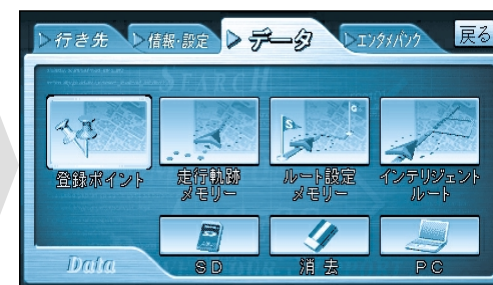 行き先 情報・設定 データ エンタメバンク 戻る
登録ポイント 走行軌跡 ルート設定 インテリジェント
メモリー メモリー ルート
SD 消去 PC
Data